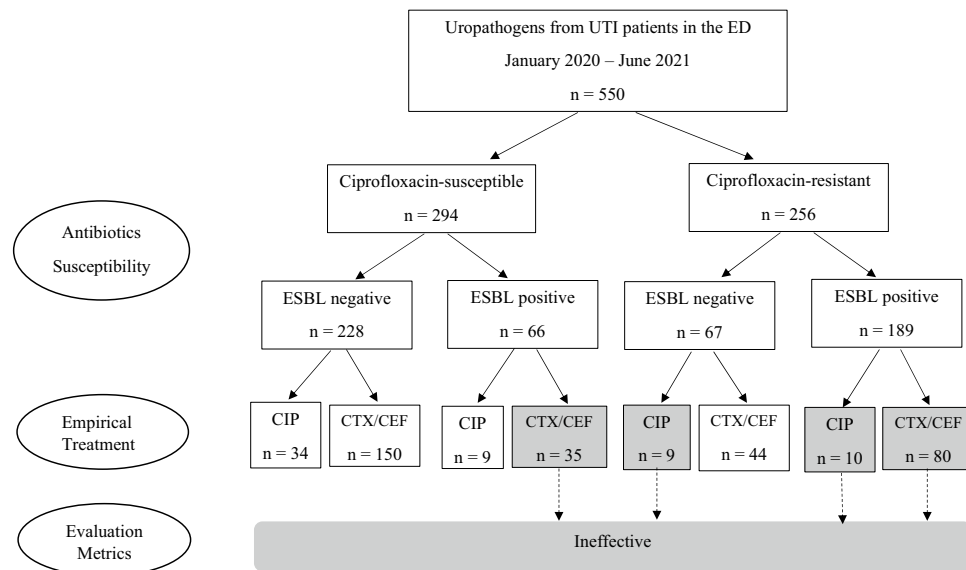 Uropathogens from UTI patients in the ED
January 2020 – June 2021
n = 550
Ciprofloxacin-susceptible
n = 294
Ciprofloxacin-resistant
n = 256
Antibiotics
Susceptibility
ESBL negative
n = 228
ESBL positive
n = 66
ESBL negative
n = 67
ESBL positive
n = 189
Empirical
Treatment
CIP
n = 34
CTX/CEF
n = 150
CIP
n = 9
CTX/CEF
n = 35
CIP
n = 9
CTX/CEF
n = 44
CIP
n = 10
CTX/CEF
n = 80
Evaluation
Metrics
Ineffective